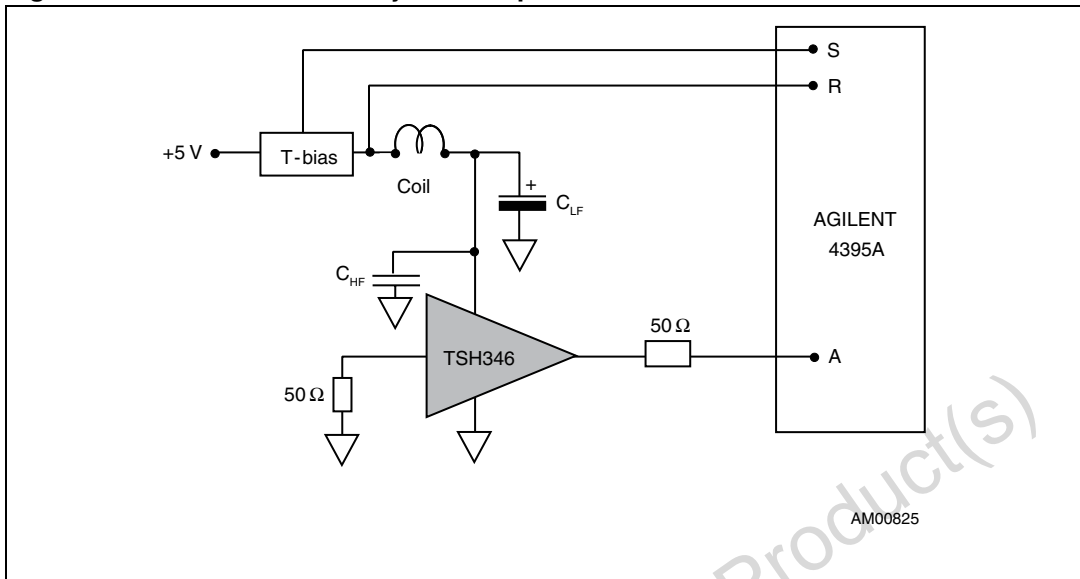 S
R
+5 V
T-bias
Coil
+
C_LF
AGILENT
4395A
C_HF
50 Ω
TSH346
A
50 Ω
Product(s)
AM00825